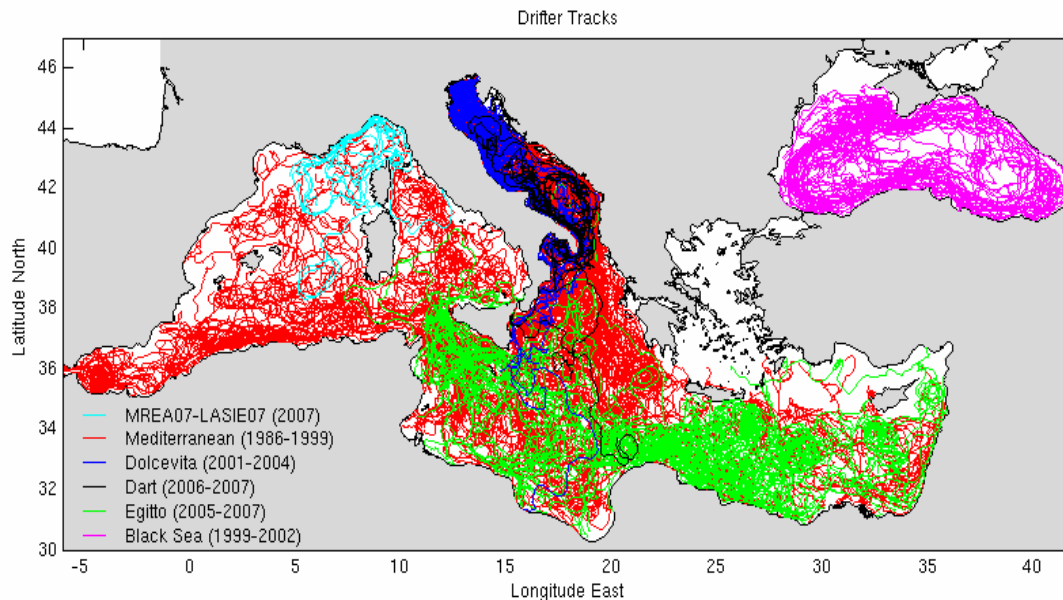 Drifter Tracks
Latitude North
46
44
42
40
38
36
34
32
30
MREA07-LASIE07 (2007)
Mediterranean (1986-1999)
Dolcevita (2001-2004)
Dart (2006-2007)
Egitto (2005-2007)
Black Sea (1999-2002)
-5 0 5 10 15 20 25 30 35 40
Longitude East